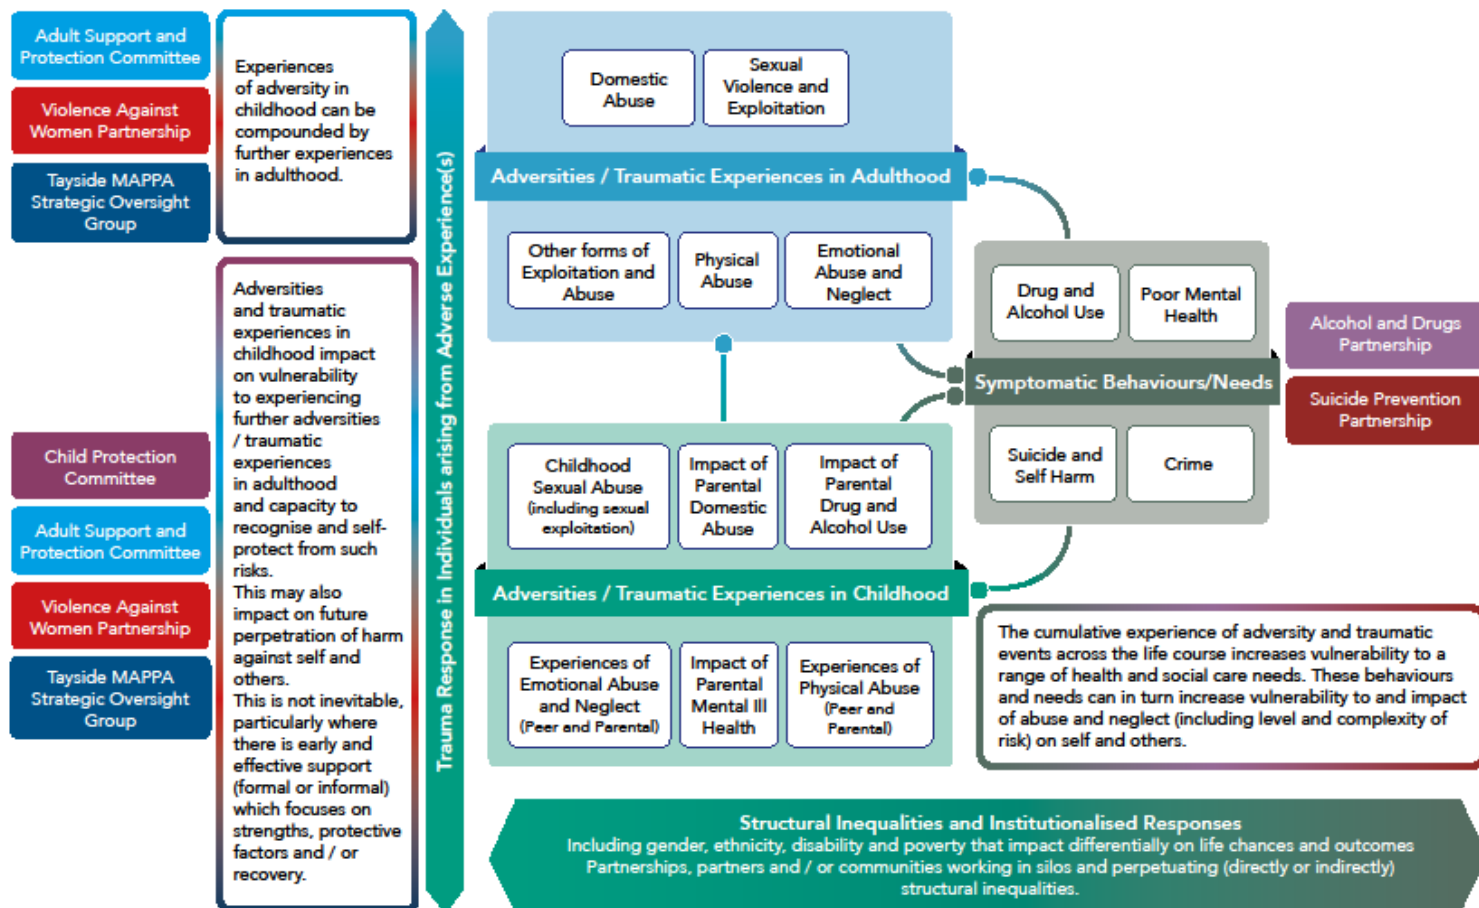 Adult Support and
Protection Committee
Violence Against
Women Partnership
Tayside MAPPA
Strategic Oversight
Group
Experiences
of adversity in
childhood can be
compounded by
further experiences
in adulthood.
Child Protection
Committee
Adult Support and
Protection Committee
Violence Against
Women Partnership
Tayside MAPPA
Strategic Oversight
Group
Adversities
and traumatic
experiences in
childhood impact
on vulnerability
to experiencing
further adversities
/ traumatic
experiences
in adulthood
and capacity to
recognise and self-
protect from such
risks.
This may also
impact on future
perpetration of harm
against self and
others.
This is not inevitable,
particularly where
there is early and
effective support
(formal or informal)
which focuses on
strengths, protective
factors and / or
recovery.
Trauma Response in Individuals arising from Adverse Experience(s)
Domestic
Abuse
Sexual
Violence and
Exploitation
Adversities / Traumatic Experiences in Adulthood
Other forms of
Exploitation and
Abuse
Physical
Abuse
Emotional
Abuse and
Neglect
Drug and
Alcohol Use
Poor Mental
Health
Symptomatic Behaviours/Needs
Suicide and
Self Harm
Crime
Alcohol and Drugs
Partnership
Suicide Prevention
Partnership
Childhood
Sexual Abuse
(including sexual
exploitation)
Impact of
Parental
Domestic
Abuse
Impact of
Parental
Drug and
Alcohol Use
Adversities / Traumatic Experiences in Childhood
Experiences of
Emotional Abuse
and Neglect
(Peer and Parental)
Impact of
Parental
Mental Ill
Health
Experiences of
Physical Abuse
(Peer and
Parental)
The cumulative experience of adversity and traumatic
events across the life course increases vulnerability to a
range of health and social care needs. These behaviours
and needs can in turn increase vulnerability to and impact
of abuse and neglect (including level and complexity of
risk) on self and others.
Structural Inequalities and Institutionalised Responses
Including gender, ethnicity, disability and poverty that impact differentially on life chances and outcomes
Partnerships, partners and / or communities working in silos and perpetuating (directly or indirectly)
structural inequalities.